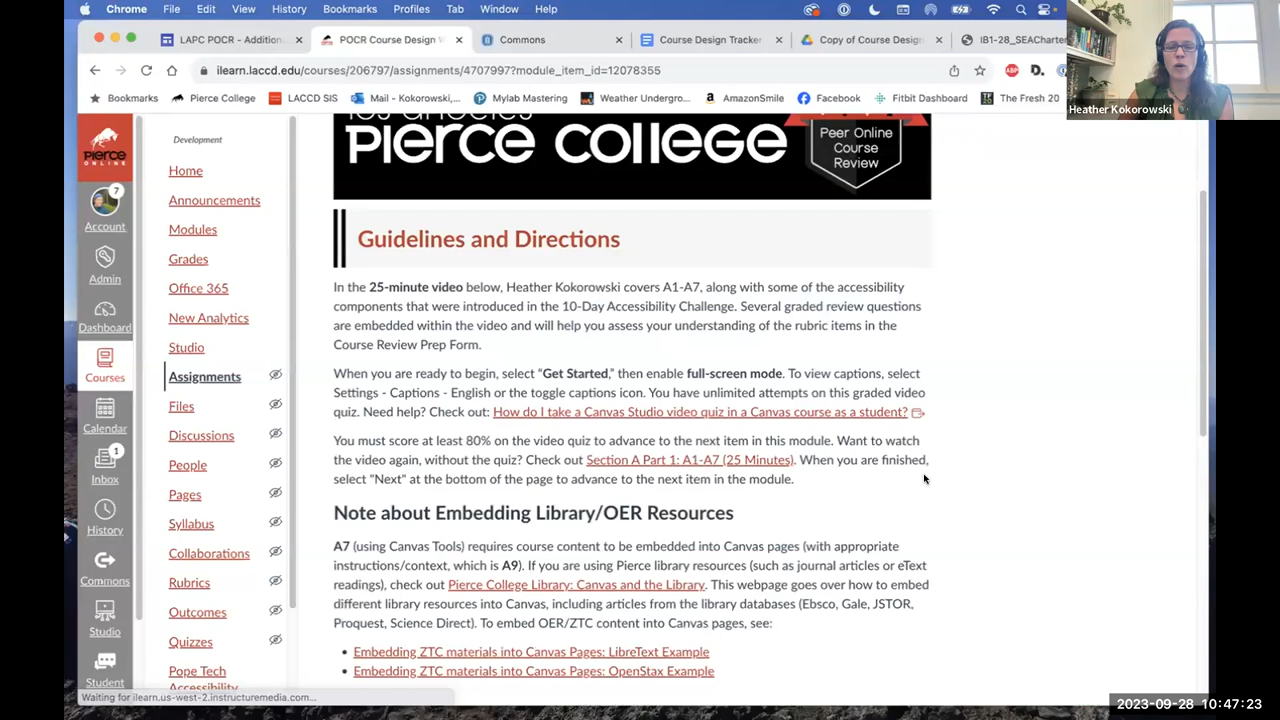 Chrome File Edit View History Bookmarks Profiles Tab Window Help
LAPC POCR - Addition
POCR Course Design W
Commons
Course Design Tracker
Copy of Course Design
IB1-28_SEACharter
ilearn.laccd.edu/courses/206797/assignments/4707997?module_item_id=12078355
ABP
D.
Bookmarks Pierce College LACCD SIS Mail - Kokorowski,... Mylab Mastering Weather Undergro... AmazonSmile Facebook Fitbit Dashboard The Fresh 20
Heather Kokorowski
PIERCE
ONLINE
7
Account
Admin
Dashboard
Courses
Calendar
1
Inbox
History
Commons
Studio
Student
Development
Home
Announcements
Modules
Grades
Office 365
New Analytics
Studio
Assignments
Files
Discussions
People
Pages
Syllabus
Collaborations
Rubrics
Outcomes
Quizzes
Pope Tech
Accessibility
los angeles
pierce college
Peer Online
Course
Review
Guidelines and Directions
In the 25-minute video below, Heather Kokorowski covers A1-A7, along with some of the accessibility
components that were introduced in the 10-Day Accessibility Challenge. Several graded review questions
are embedded within the video and will help you assess your understanding of the rubric items in the
Course Review Prep Form.
When you are ready to begin, select “Get Started,” then enable full-screen mode. To view captions, select
Settings - Captions - English or the toggle captions icon. You have unlimited attempts on this graded video
quiz. Need help? Check out: How do I take a Canvas Studio video quiz in a Canvas course as a student?
You must score at least 80% on the video quiz to advance to the next item in this module. Want to watch
the video again, without the quiz? Check out Section A Part 1: A1-A7 (25 Minutes). When you are finished,
select "Next" at the bottom of the page to advance to the next item in the module.
Note about Embedding Library/OER Resources
A7 (using Canvas Tools) requires course content to be embedded into Canvas pages (with appropriate
instructions/context, which is A9). If you are using Pierce library resources (such as journal articles or eText
readings), check out Pierce College Library: Canvas and the Library. This webpage goes over how to embed
different library resources into Canvas, including articles from the library databases (Ebsco, Gale, JSTOR,
Proquest, Science Direct). To embed OER/ZTC content into Canvas pages, see:
Embedding ZTC materials into Canvas Pages: LibreText Example
Embedding ZTC materials into Canvas Pages: OpenStax Example
Waiting for ilearn.us-west-2.instructuremedia.com...
2023-09-28 10:47:23